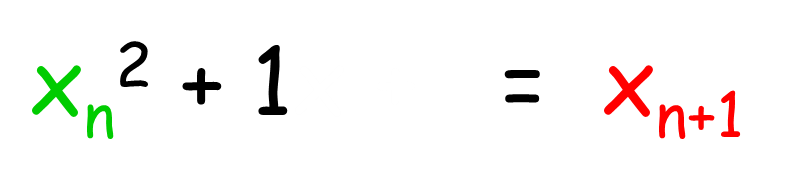 xₙ² + 1 = xₙ₊₁